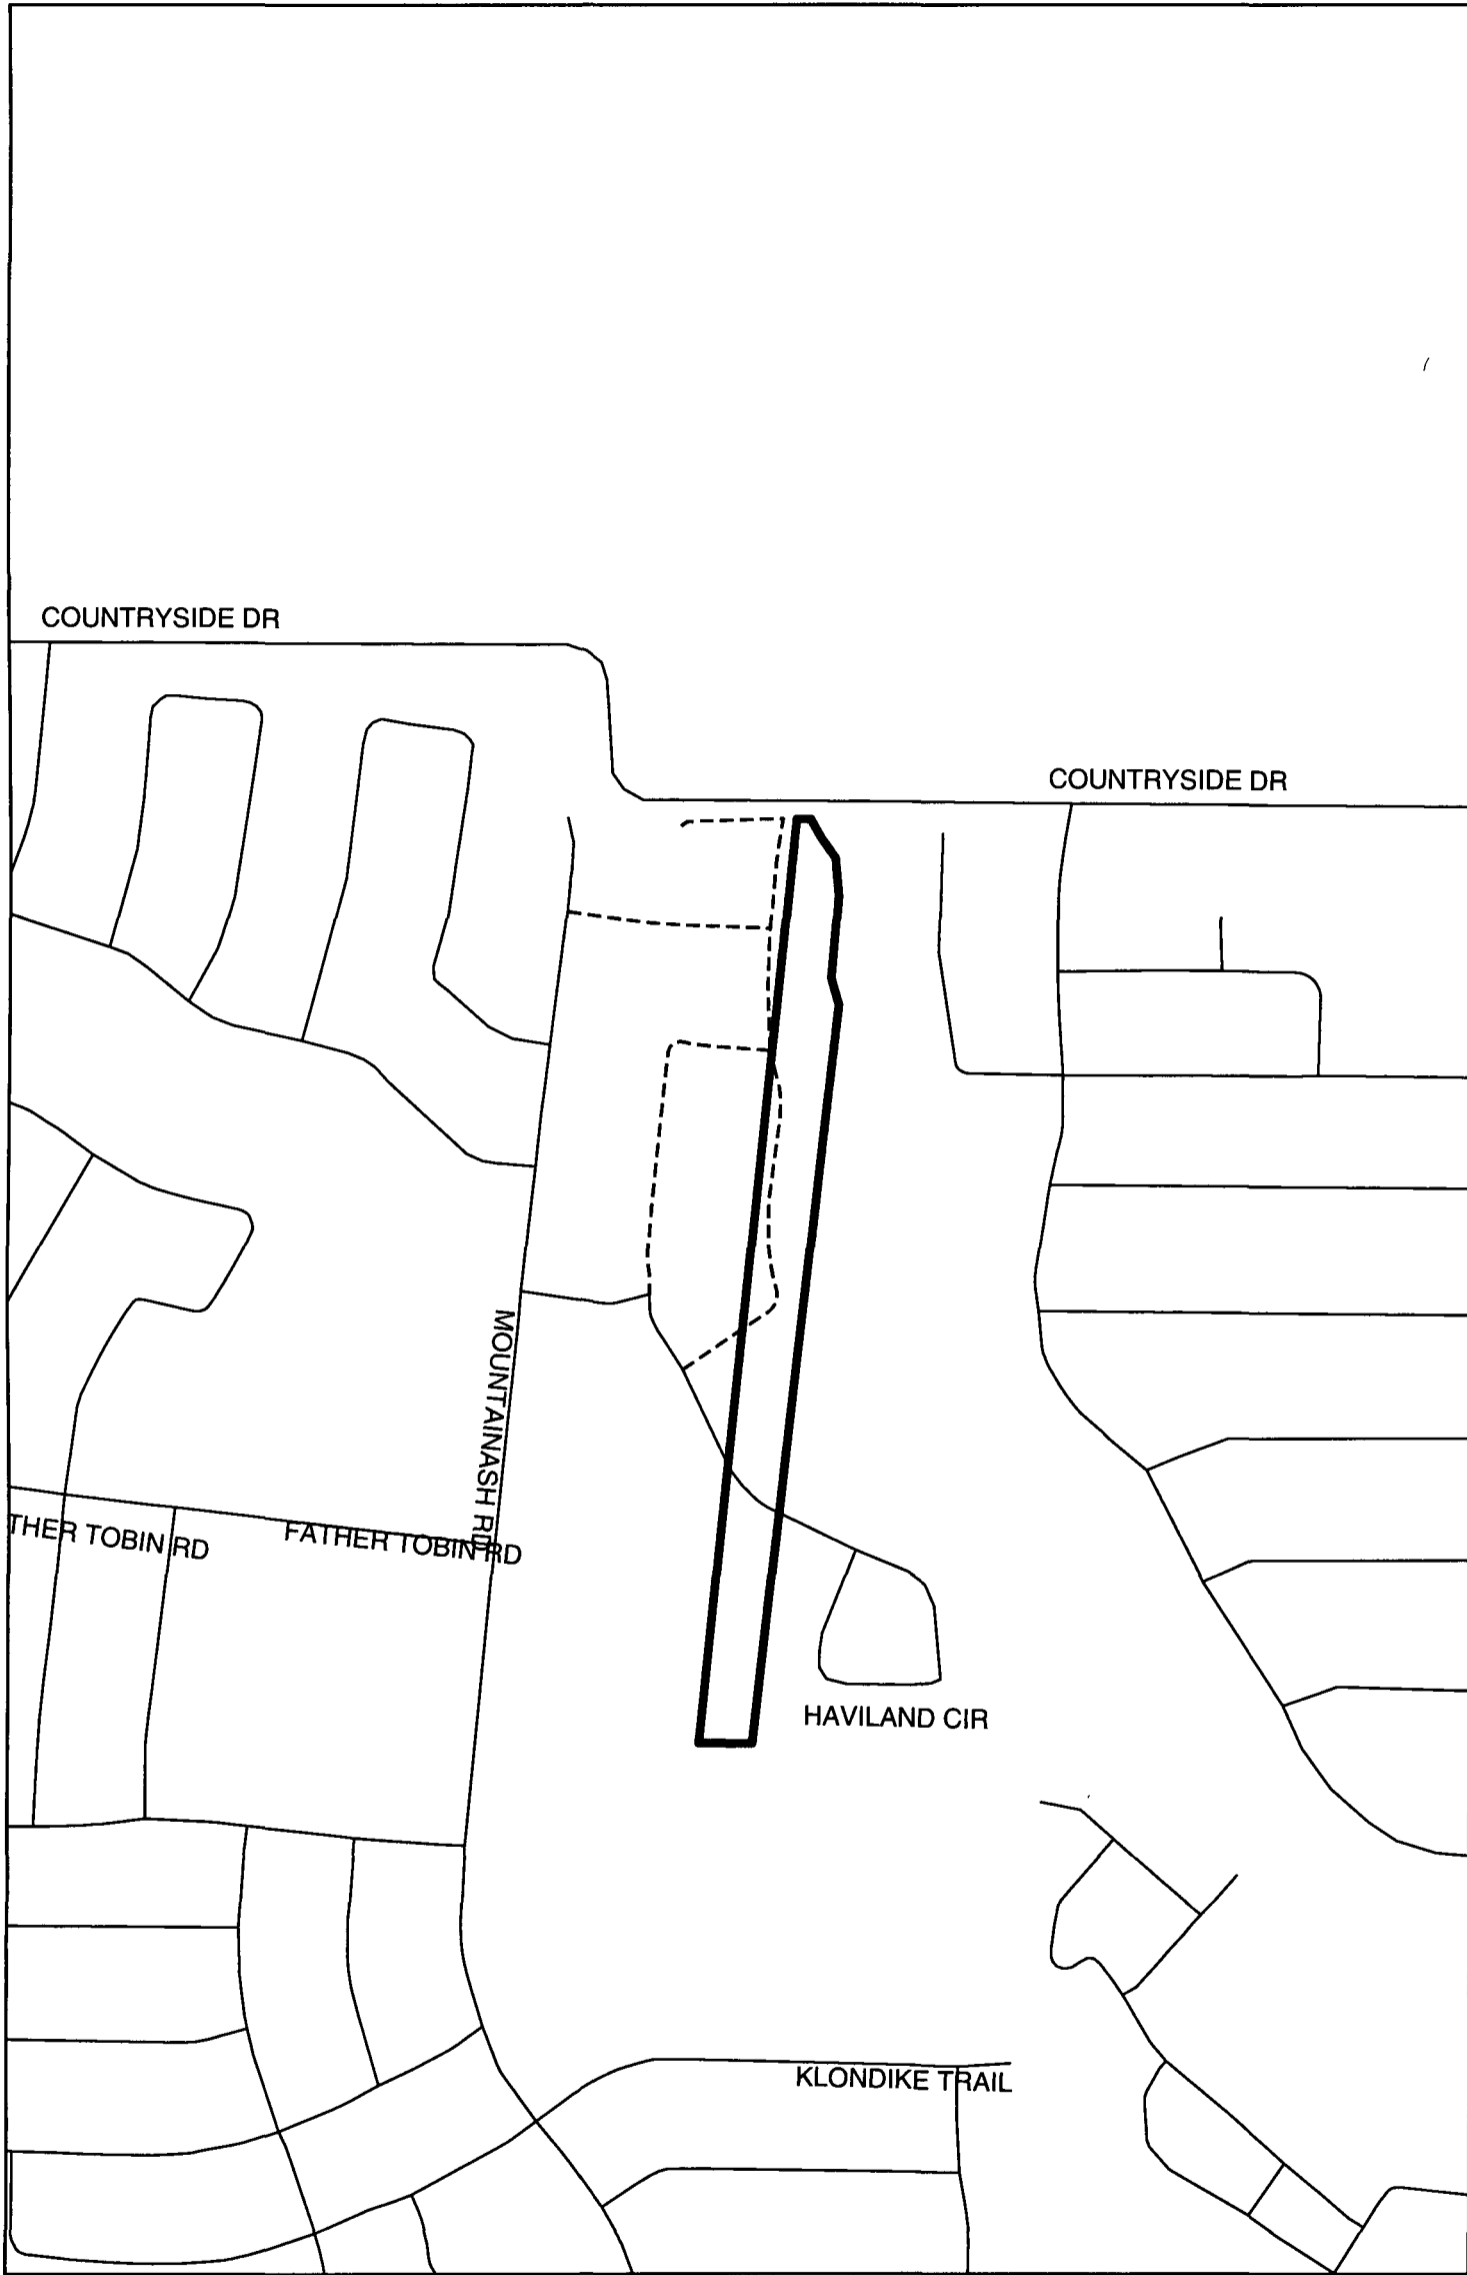 COUNTRYSIDE DR
COUNTRYSIDE DR
MOUNTAINASH RD
THER TOBIN RD
FATHER TOBIN RD
HAVILAND CIR
KLONDIKE TRAIL